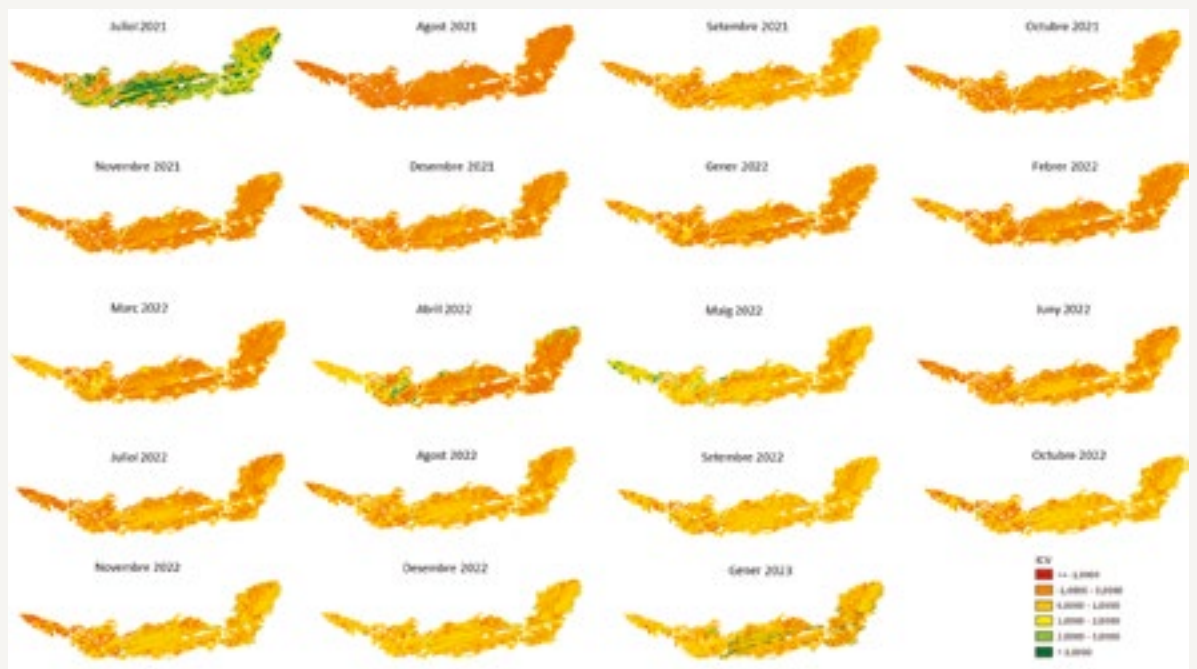 Juliol 2021
Agost 2021
Setembre 2021
Octubre 2021
Novembre 2021
Desembre 2021
Gener 2022
Febrer 2022
Març 2022
Abril 2022
Maig 2022
Juny 2022
Juliol 2022
Agost 2022
Setembre 2022
Octubre 2022
Novembre 2022
Desembre 2022
Gener 2023